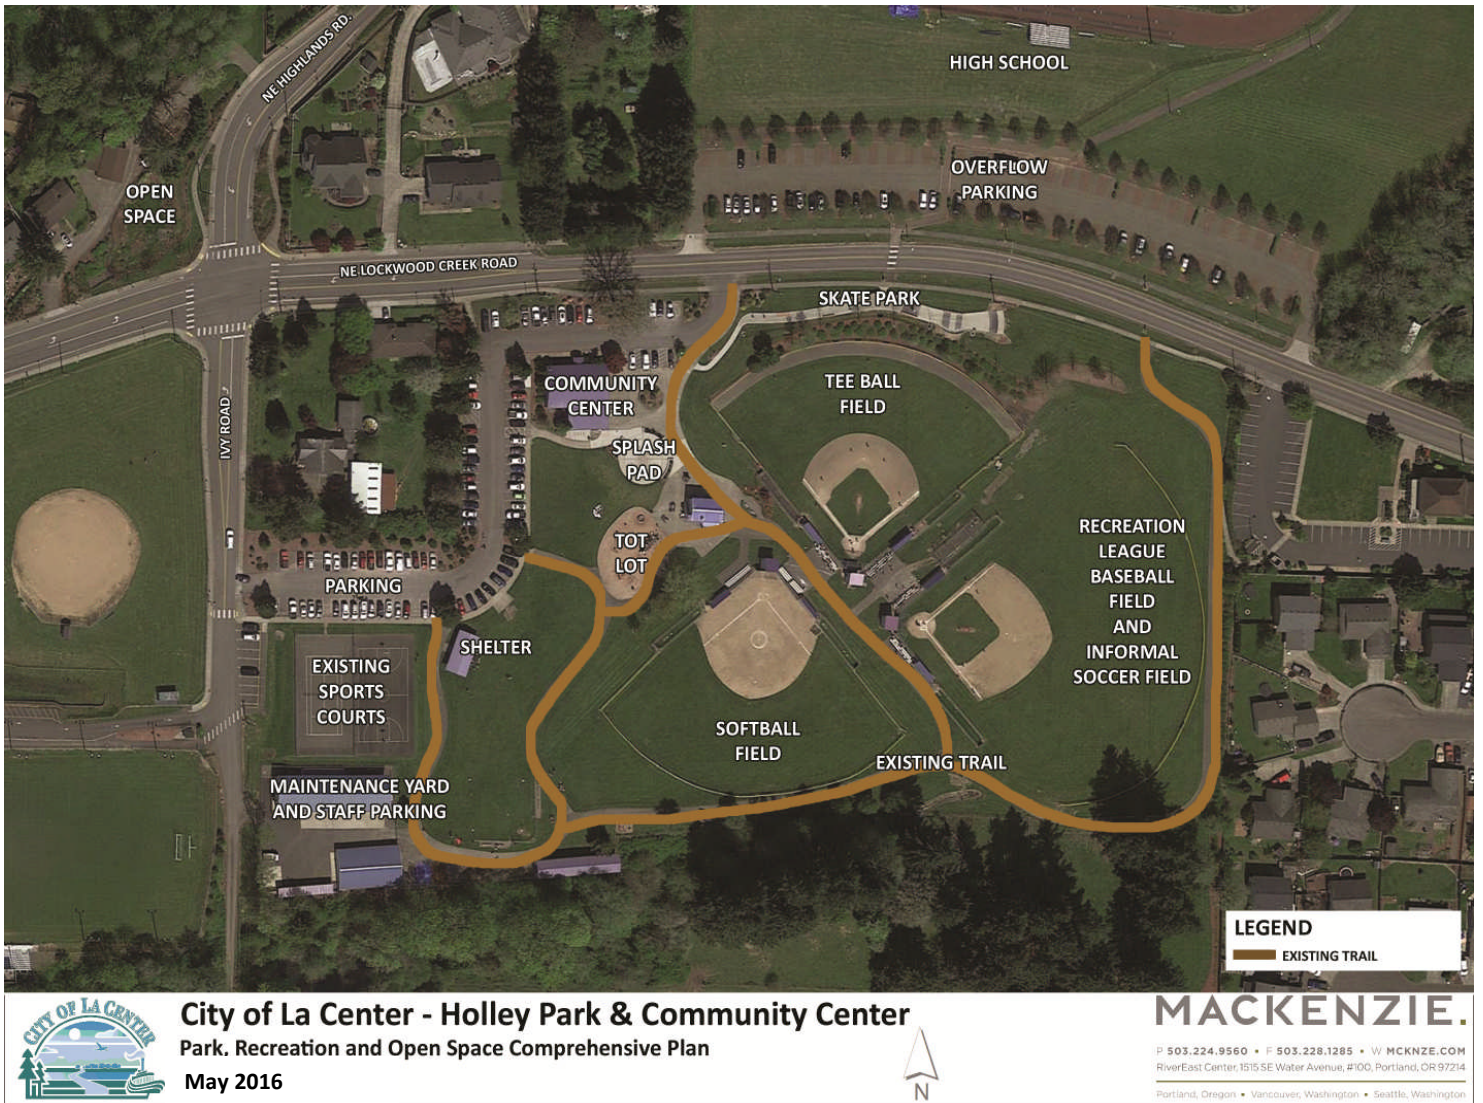 HIGH SCHOOL
NE HIGHLANDS RD.
OVERFLOW
PARKING
OPEN
SPACE
NE LOCKWOOD CREEK ROAD
SKATE PARK
COMMUNITY
CENTER
TEE BALL
FIELD
IVY ROAD
SPLASH
PAD
TOT
LOT
RECREATION
LEAGUE
BASEBALL
FIELD
AND
INFORMAL
SOCCER FIELD
PARKING
SHELTER
EXISTING
SPORTS
COURTS
SOFTBALL
FIELD
EXISTING TRAIL
MAINTENANCE YARD
AND STAFF PARKING
LEGEND
EXISTING TRAIL
CITY OF LA CENTER
City of La Center - Holley Park & Community Center
Park, Recreation and Open Space Comprehensive Plan
May 2016
N
MACKENZIE.
P 503.224.9560 • F 503.228.1285 • W MCKNZE.COM
RiverEast Center, 1515 SE Water Avenue, #100, Portland, OR 97214
Portland, Oregon • Vancouver, Washington • Seattle, Washington